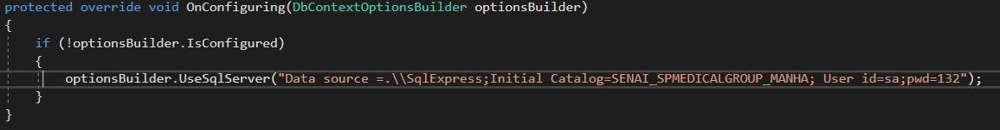 protected override void OnConfiguring(DbContextOptionsBuilder optionsBuilder)
{
if (!optionsBuilder.IsConfigured)
{
optionsBuilder.UseSqlServer("Data source =.\\SqlExpress;Initial Catalog=SENAI_SPMEDICALGROUP_MANHA; User id=sa;pwd=132");
}
}